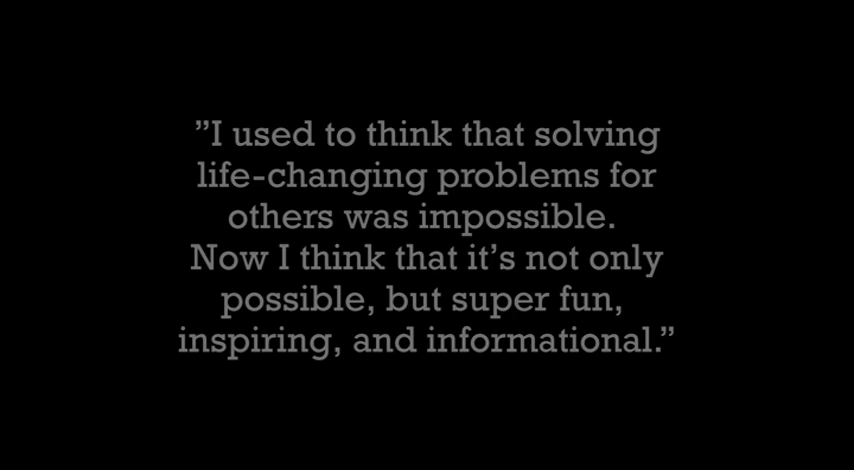 ”I used to think that solving
life-changing problems for
others was impossible.
Now I think that it’s not only
possible, but super fun,
inspiring, and informational.”